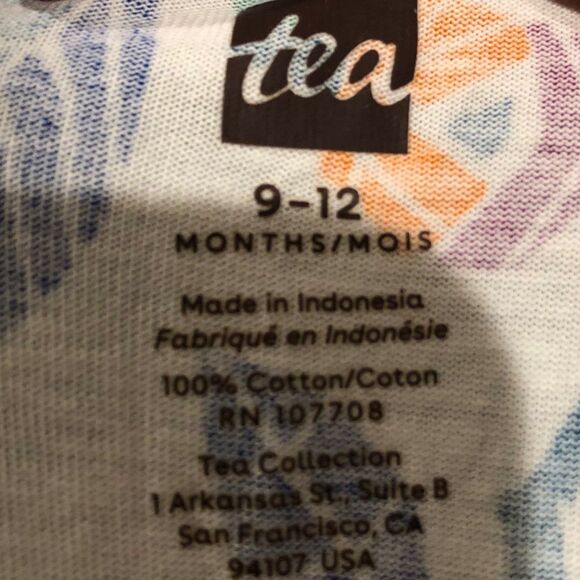 tea
9-12
MONTHS/MOIS
Made in Indonesia
Fabriqué en Indonésie
100% Cotton/Coton
RN 107708
Tea Collection
1 Arkansas St., Suite B
San Francisco, CA
94107 USA